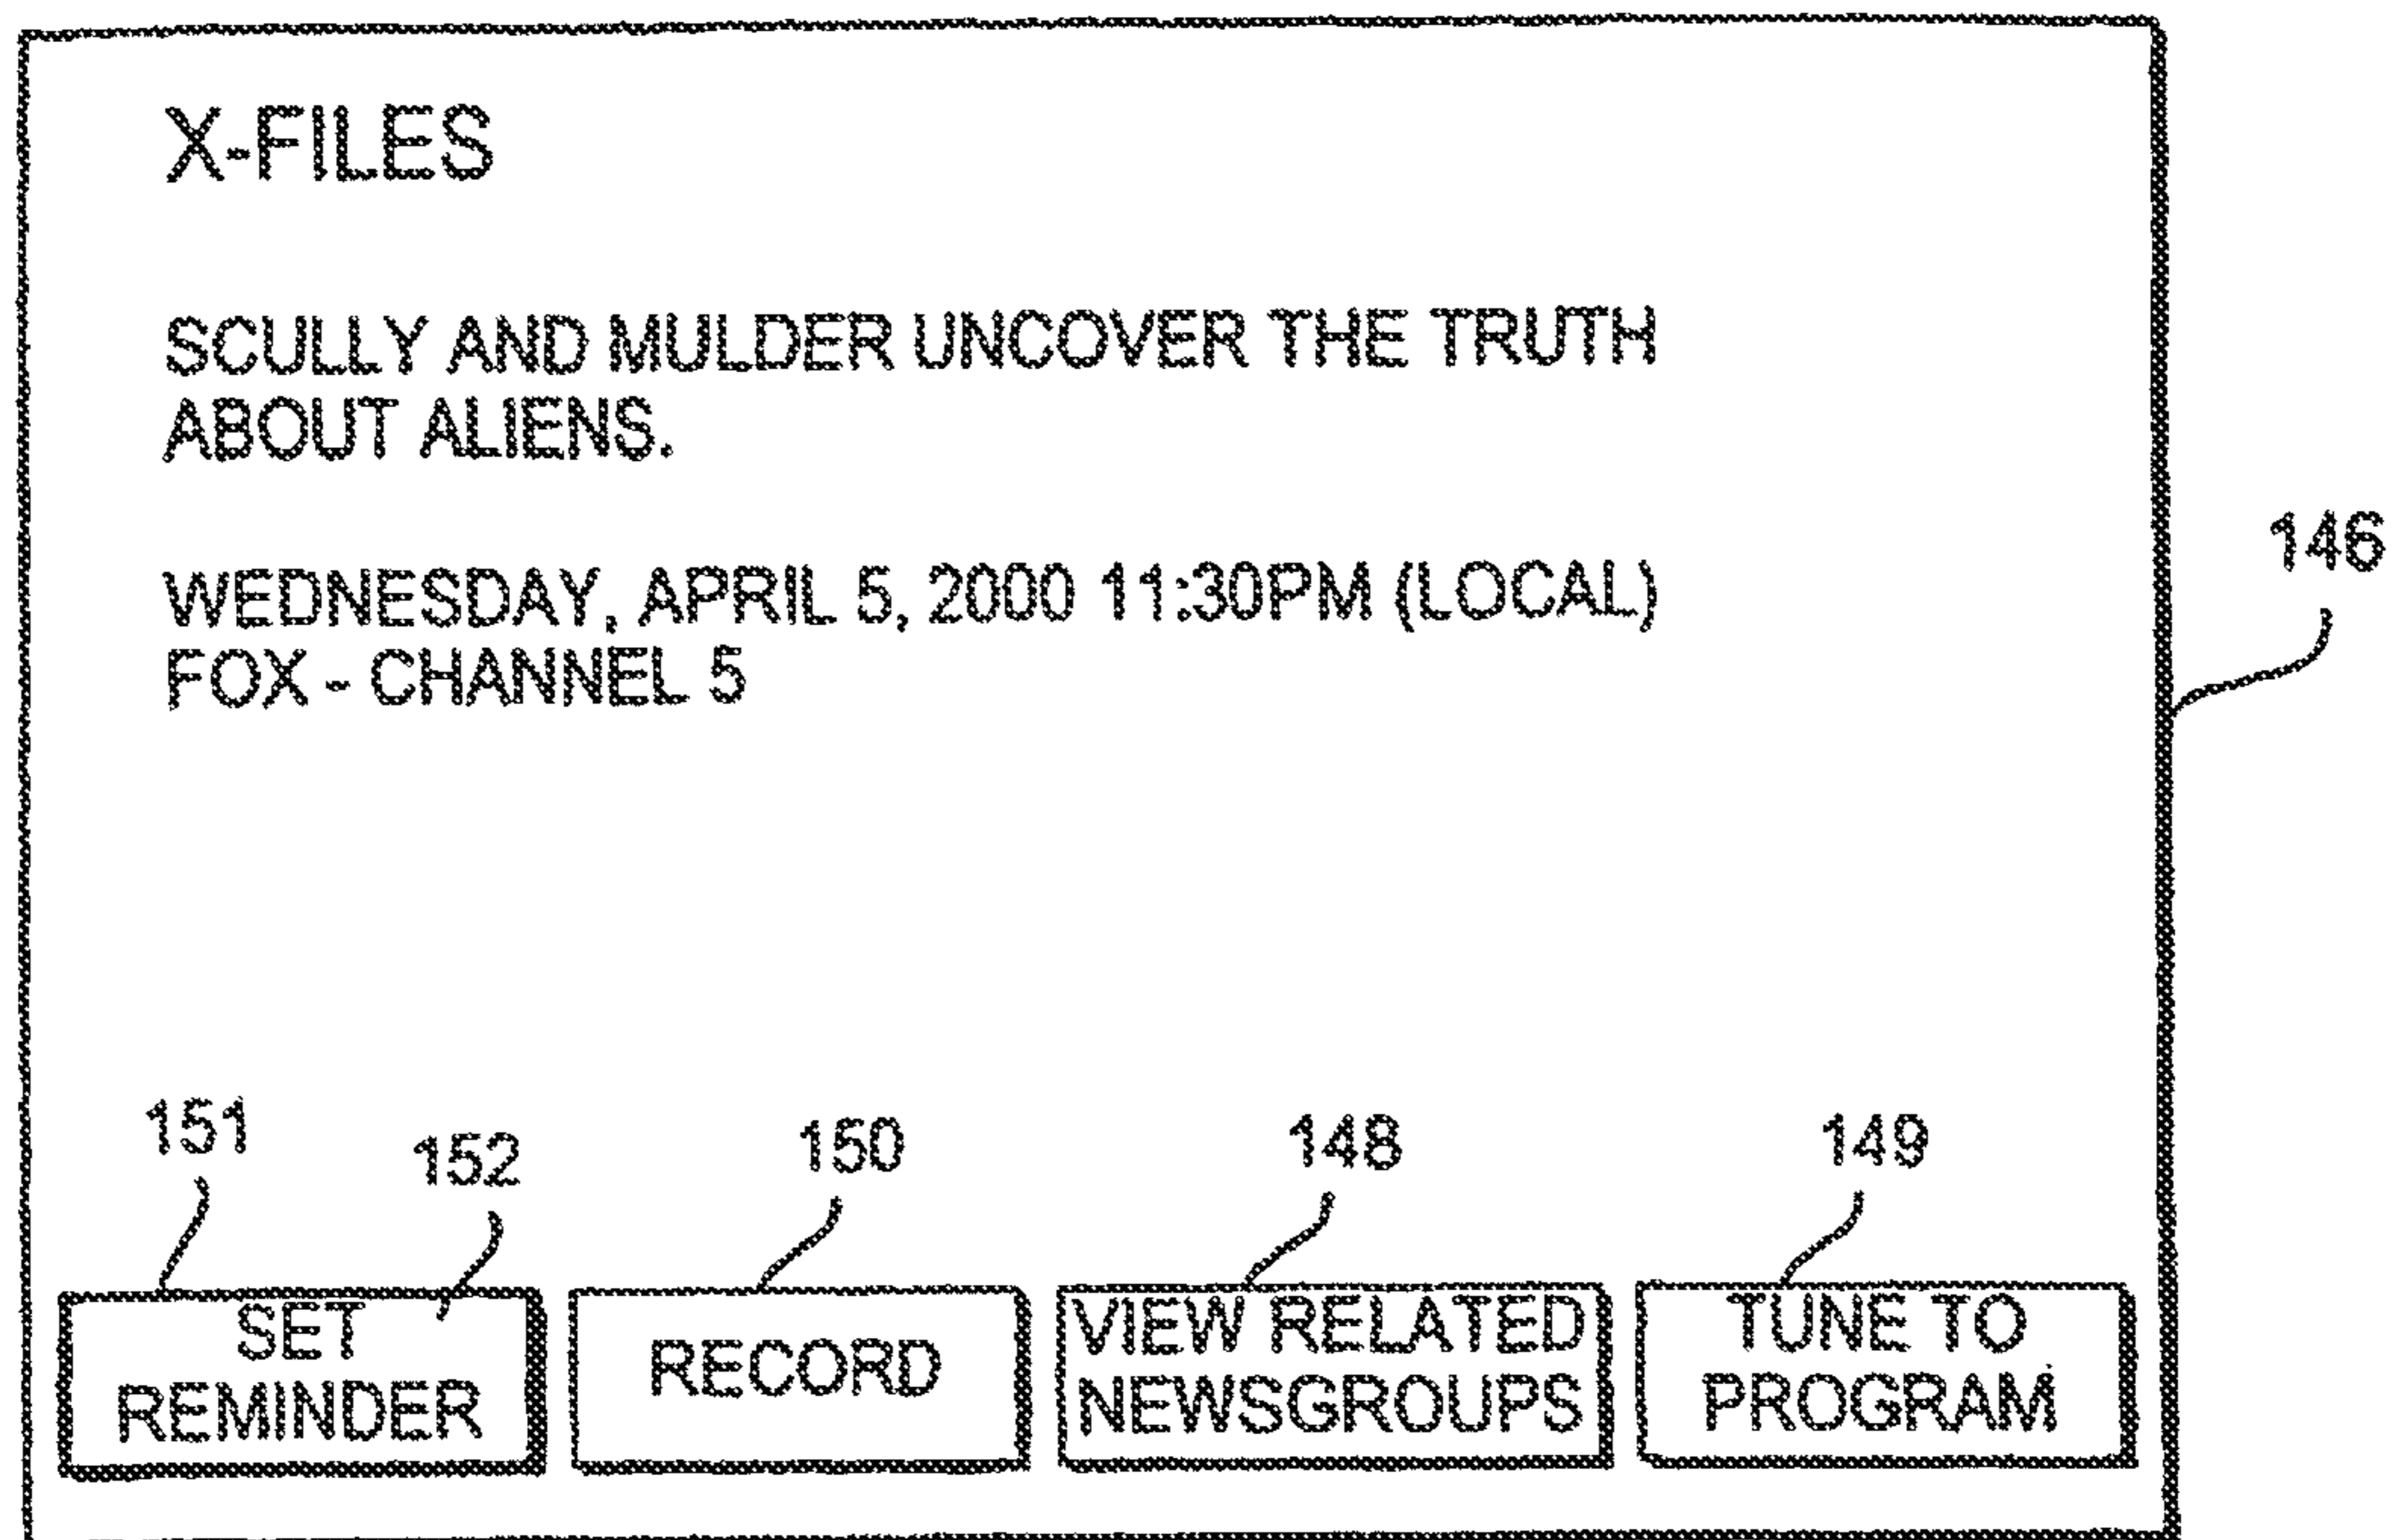 X-FILES
SCULLY AND MULDER UNCOVER THE TRUTH
ABOUT ALIENS.
WEDNESDAY, APRIL 5, 2000 11:30PM (LOCAL)
FOX - CHANNEL 5
146
151
152
150
148
149
SET
REMINDER
RECORD
VIEW RELATED
NEWSGROUPS
TUNE TO
PROGRAM